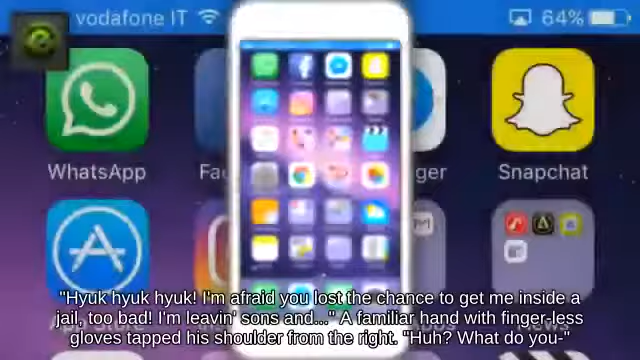 vodafone IT 64%
WhatsApp Snapchat
"Hyuk hyuk hyuk! I'm afraid you lost the chance to get me inside a
jail, too bad! I'm leavin' sons and..." A familiar hand with finger-less
gloves tapped his shoulder from the right. "Huh? What do you-"